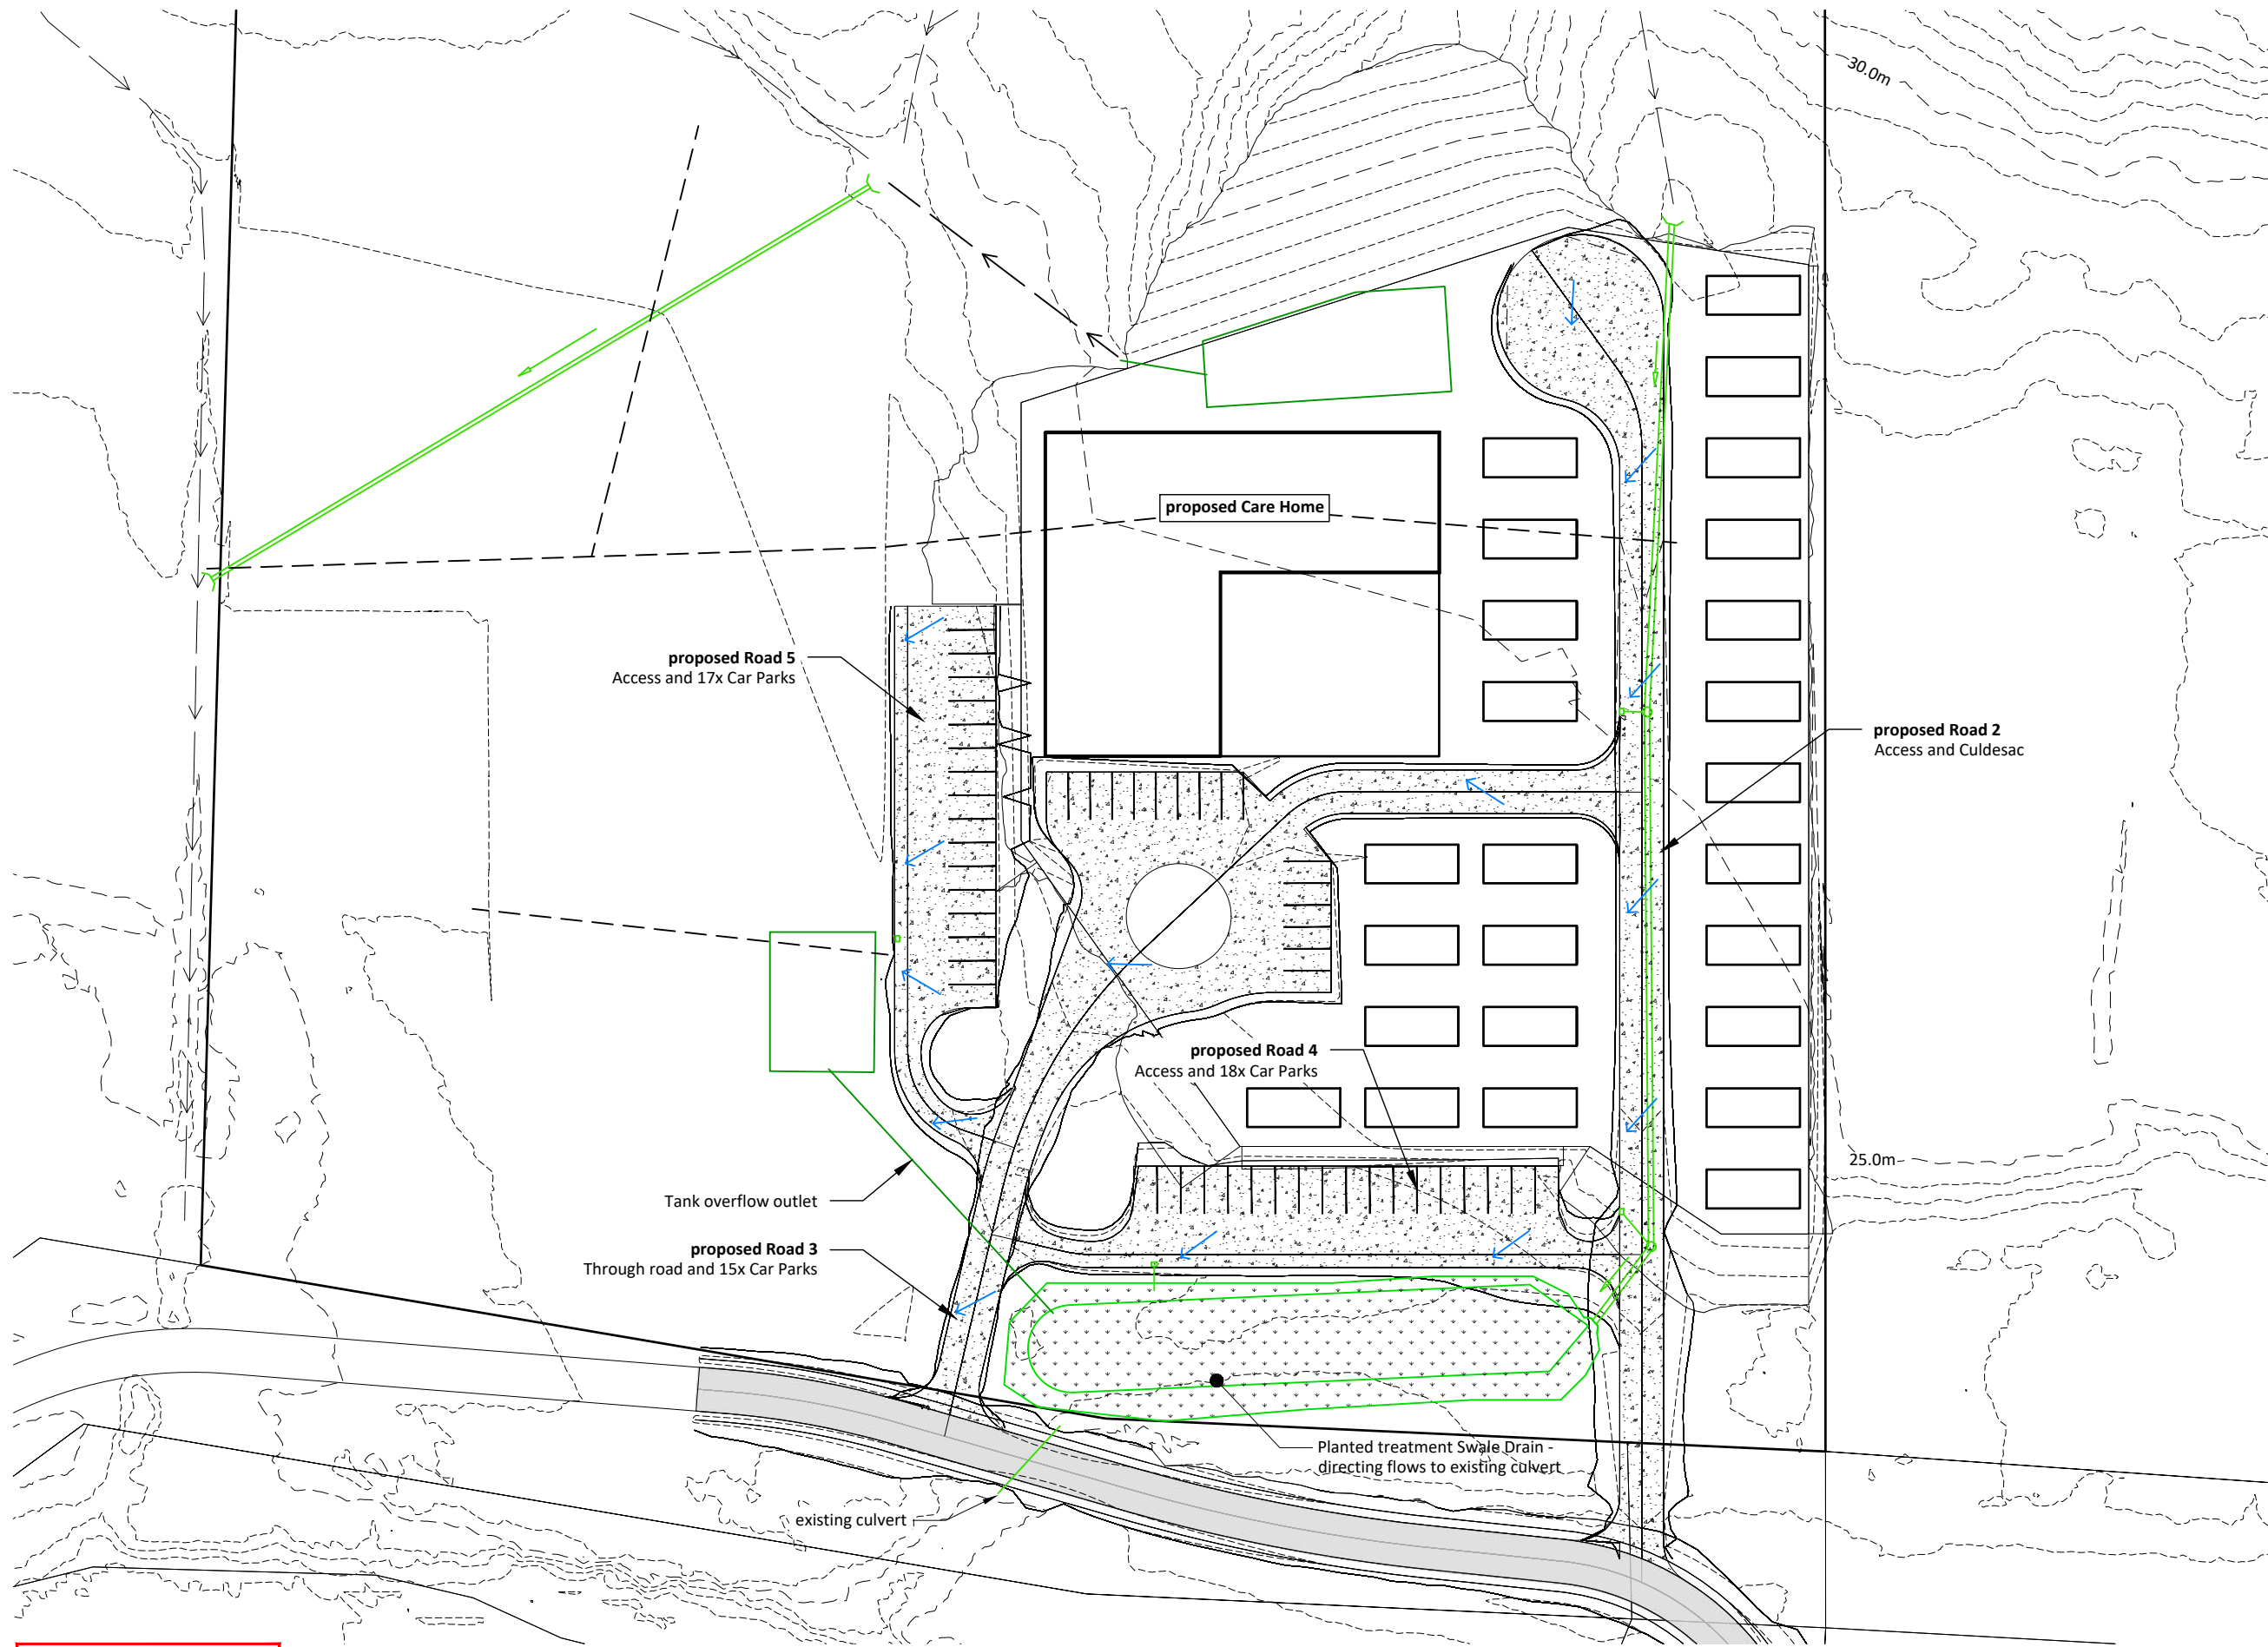 30.0m
proposed Care Home
proposed Road 5
Access and 17x Car Parks
proposed Road 2
Access and Culdesac
proposed Road 4
Access and 18x Car Parks
25.0m
Tank overflow outlet
proposed Road 3
Through road and 15x Car Parks
Planted treatment Swale Drain -
directing flows to existing culvert
existing culvert